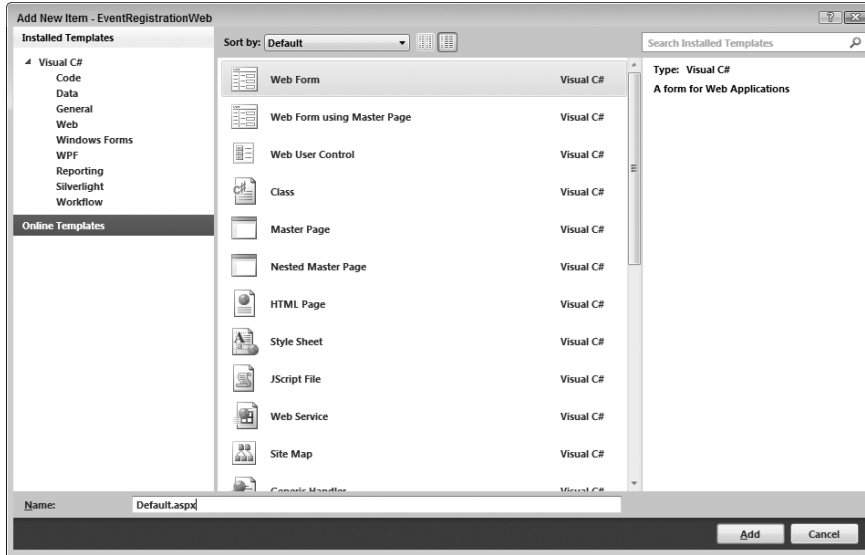 Add New Item - EventRegistrationWeb
Installed Templates
Visual C#
Code
Data
General
Web
Windows Forms
WPF
Reporting
Silverlight
Workflow
Online Templates
Sort by: Default
Search Installed Templates
Web Form Visual C#
Web Form using Master Page Visual C#
Web User Control Visual C#
Class Visual C#
Master Page Visual C#
Nested Master Page Visual C#
HTML Page Visual C#
Style Sheet Visual C#
JScript File Visual C#
Web Service Visual C#
Site Map Visual C#
Generic Handler Visual C#
Type: Visual C#
A form for Web Applications
Name: Default.aspx
Add Cancel